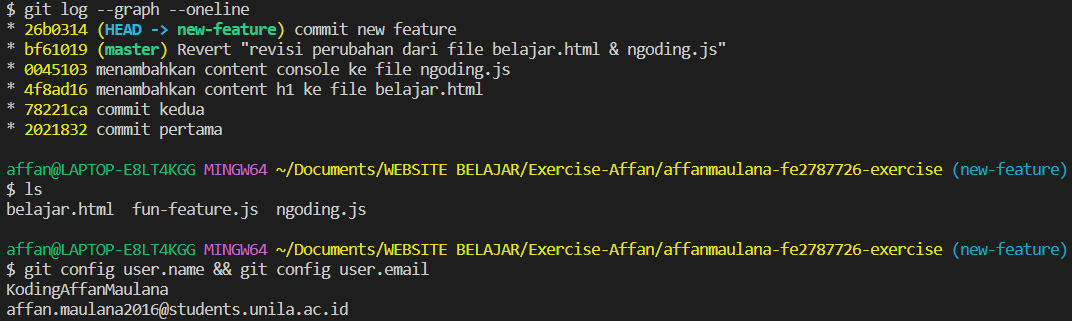 $ git log --graph --oneline
* 26b0314 (HEAD -> new-feature) commit new feature
* bf61019 (master) Revert "revisi perubahan dari file belajar.html & ngoding.js"
* 0045103 menambahkan content console ke file ngoding.js
* 4f8ad16 menambahkan content h1 ke file belajar.html
* 78221ca commit kedua
* 2021832 commit pertama
affan@LAPTOP-E8LT4KGG MINGW64 ~/Documents/WEBSITE BELAJAR/Exercise-Affan/affanmaulana-fe2787726-exercise (new-feature)
$ ls
belajar.html  fun-feature.js  ngoding.js
affan@LAPTOP-E8LT4KGG MINGW64 ~/Documents/WEBSITE BELAJAR/Exercise-Affan/affanmaulana-fe2787726-exercise (new-feature)
$ git config user.name && git config user.email
KodingAffanMaulana
affan.maulana2016@students.unila.ac.id